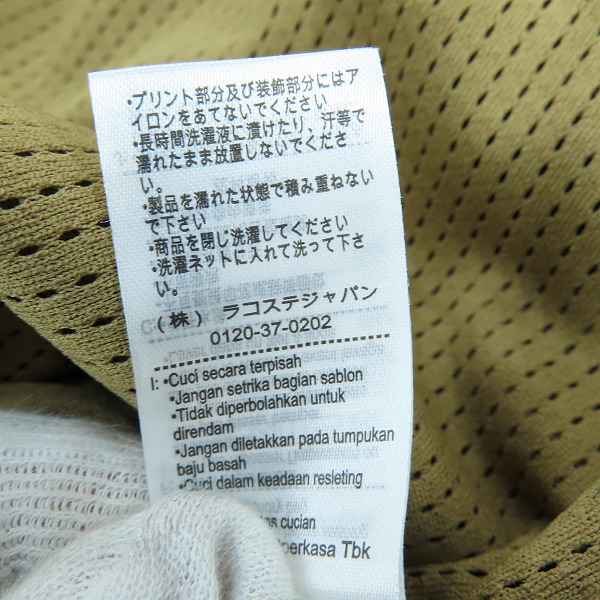 ・プリント部分及び装飾部分にはア
イロンをあてないでください
・長時間洗濯液に漬けたり、汗等で
濡れたまま放置しないでくださ
い。
・製品を濡れた状態で積み重ねない
で下さい
・商品を閉じ洗濯してください
・洗濯ネットに入れて洗って下さ
い。
(株) ラコステジャパン
0120-37-0202
I: •Cuci secara terpisah
•Jangan setrika bagian sablon
•Tidak diperbolahkan untuk
direndam
•Jangan diletakkan pada tumpukan
baju basah
•Cuci dalam keadaan resleting
cucian
Tbk